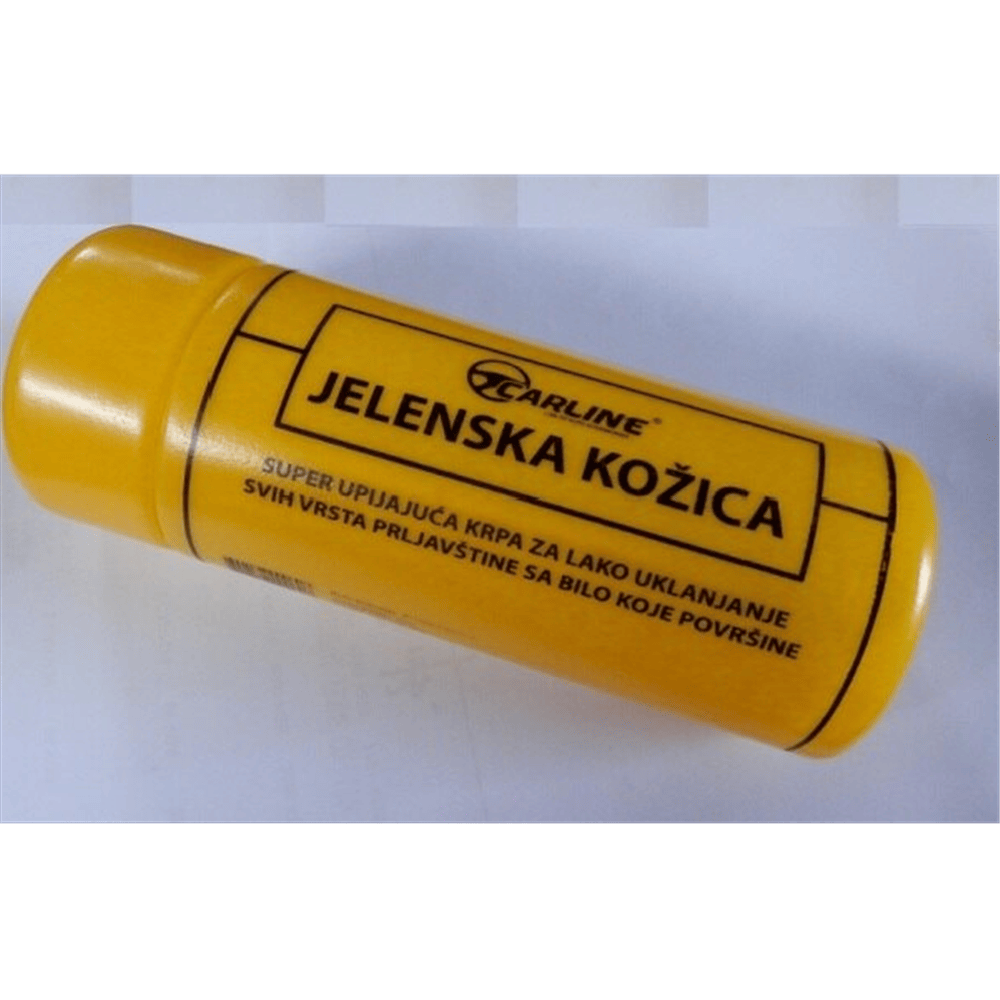 CARLINE®
JELENSKA KOŽICA
SUPER UPIJAJUĆA KRPA ZA LAKO UKLANJANJE
SVIH VRSTA PRLJAVŠTINE SA BILO KOJE POVRŠINE